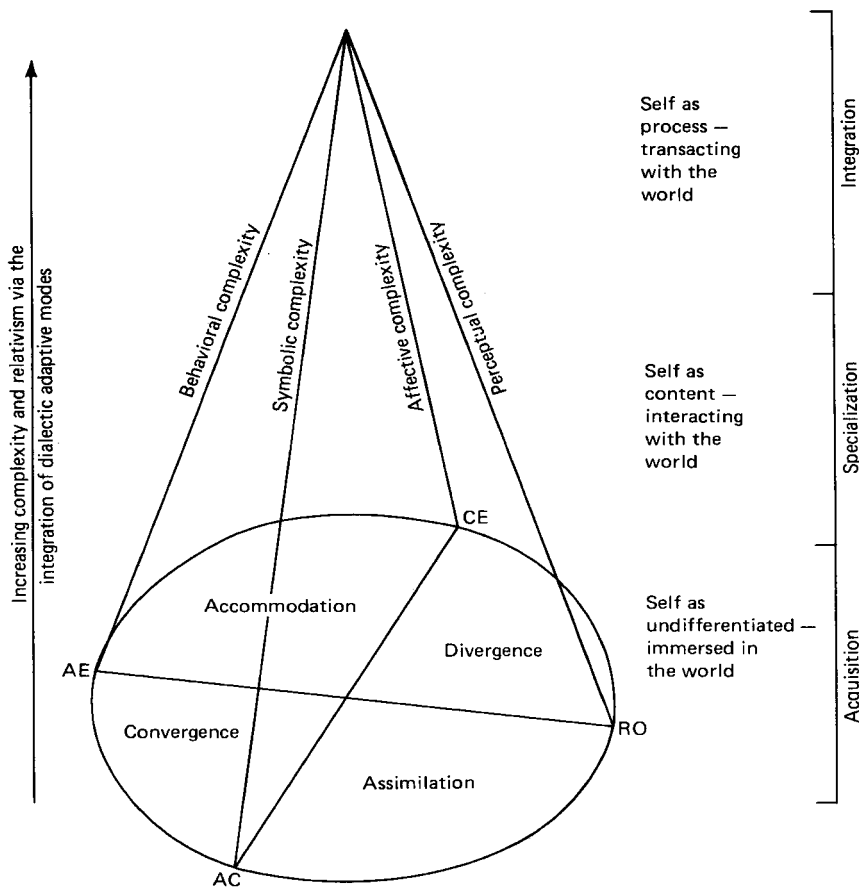 Increasing complexity and relativism via the
integration of dialectic adaptive modes
Behavioral complexity
Symbolic complexity
Affective complexity
Perceptual complexity
Self as
process —
transacting
with the
world
Integration
Self as
content —
interacting
with the
world
Specialization
Self as
undifferentiated —
immersed in
the world
Acquisition
CE
Accommodation
Divergence
AE
RO
Convergence
Assimilation
AC